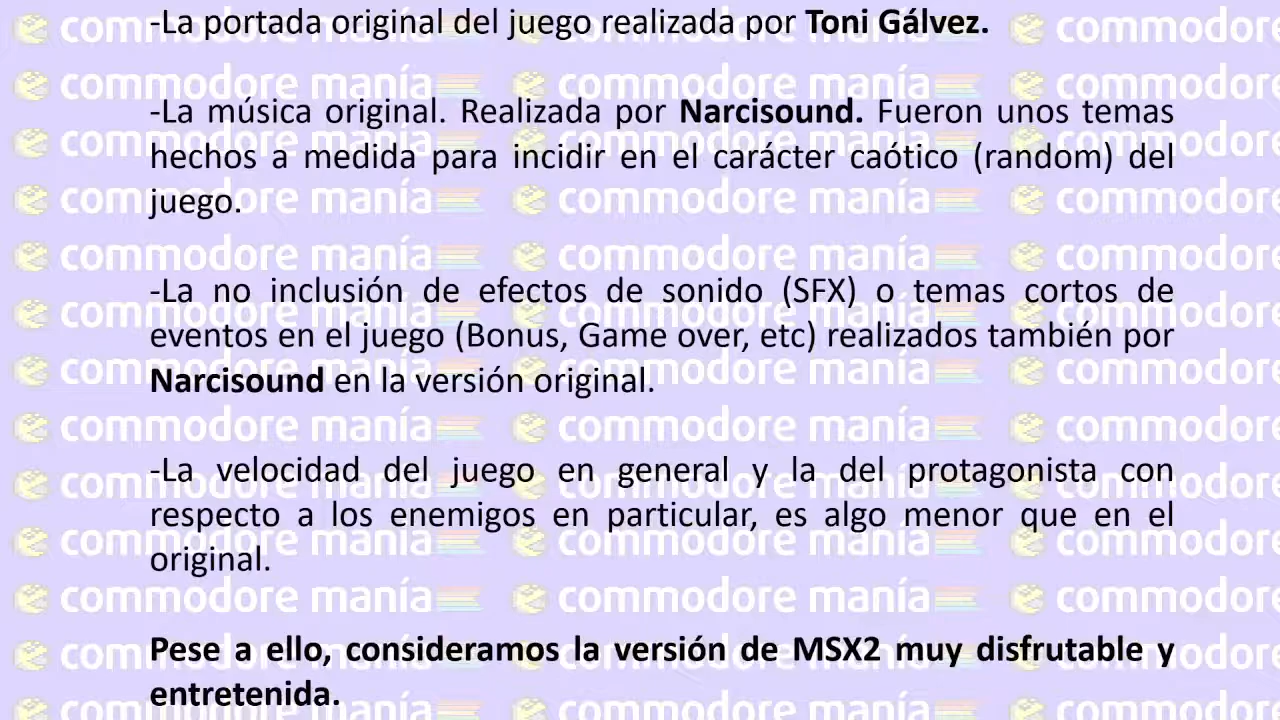 -La portada original del juego realizada por Toni Gálvez.
-La música original. Realizada por Narcisound. Fueron unos temas
hechos a medida para incidir en el carácter caótico (random) del
juego.
-La no inclusión de efectos de sonido (SFX) o temas cortos de
eventos en el juego (Bonus, Game over, etc) realizados también por
Narcisound en la versión original.
-La velocidad del juego en general y la del protagonista con
respecto a los enemigos en particular, es algo menor que en el
original.
Pese a ello, consideramos la versión de MSX2 muy disfrutable y
entretenida.
commodore manía